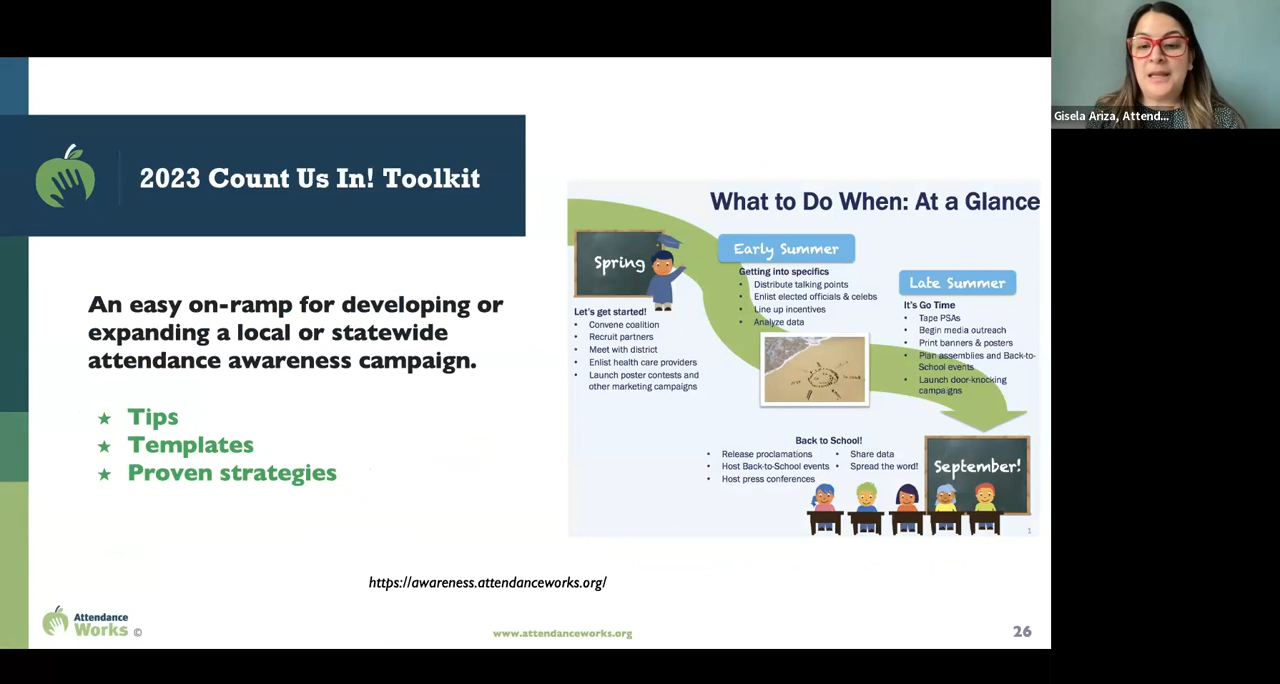 Gisela Ariza, Attend...
2023 Count Us In! Toolkit
An easy on-ramp for developing or
expanding a local or statewide
attendance awareness campaign.
★ Tips
★ Templates
★ Proven strategies
What to Do When: At a Glance
Spring
Let's get started!
• Convene coalition
• Recruit partners
• Meet with district
• Enlist health care providers
• Launch poster contests and
other marketing campaigns
Early Summer
Getting into specifics
• Distribute talking points
• Enlist elected officials & celebs
• Line up incentives
• Analyze data
Late Summer
It's Go Time
• Tape PSAs
• Begin media outreach
• Print banners & posters
• Plan assemblies and Back-to-
School events
• Launch door-knocking
campaigns
Back to School!
• Release proclamations
• Host Back-to-School events
• Host press conferences
• Share data
• Spread the word!
September!
1
https://awareness.attendanceworks.org/
Attendance
Works ©
www.attendanceworks.org
26